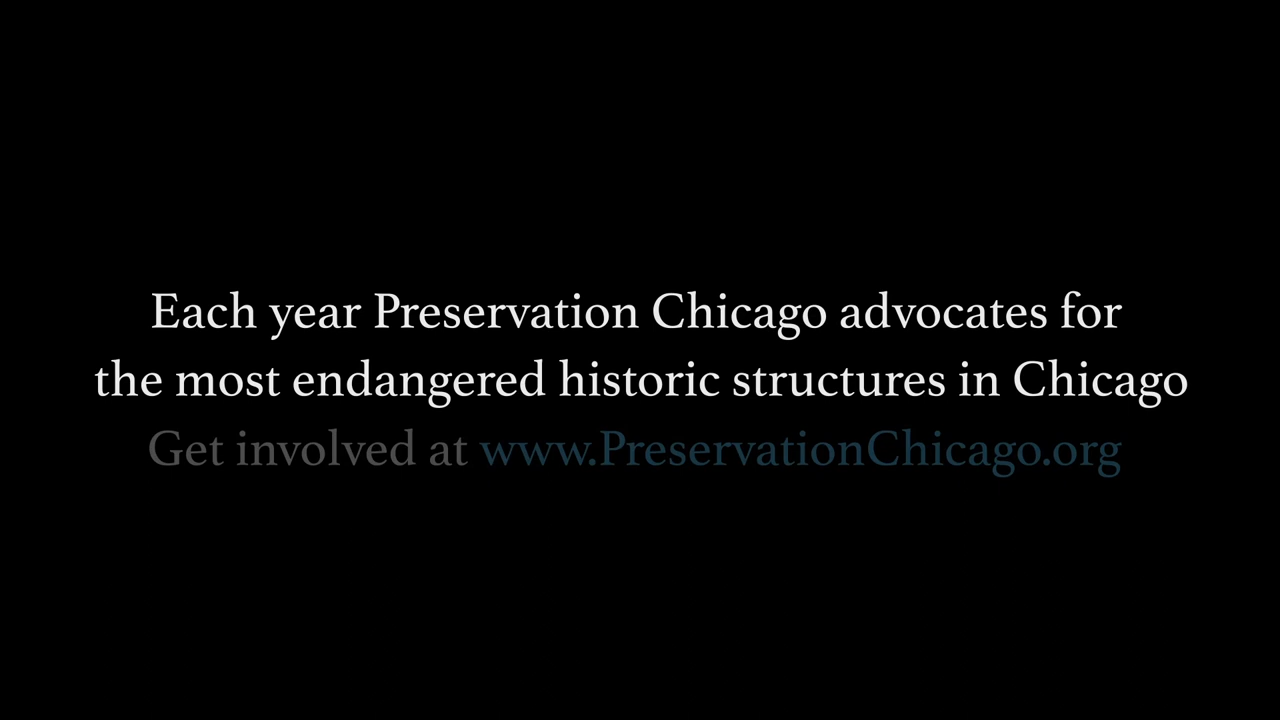 Each year Preservation Chicago advocates for
the most endangered historic structures in Chicago
Get involved at www.PreservationChicago.org